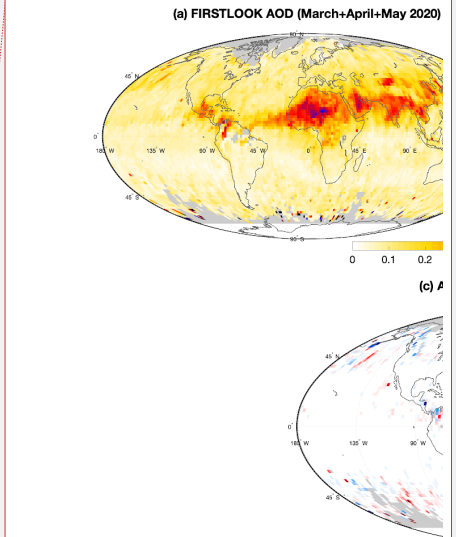 (a) FIRSTLOOK AOD (March+April+May 2020)
80° N
45° N
0°
180° W 135° W 90° W 45° W 0° 45° E 90° E
45° S
80° S
0 0.1 0.2
(c) A
45° N
0°
180° W 135° W 90° W
45° S